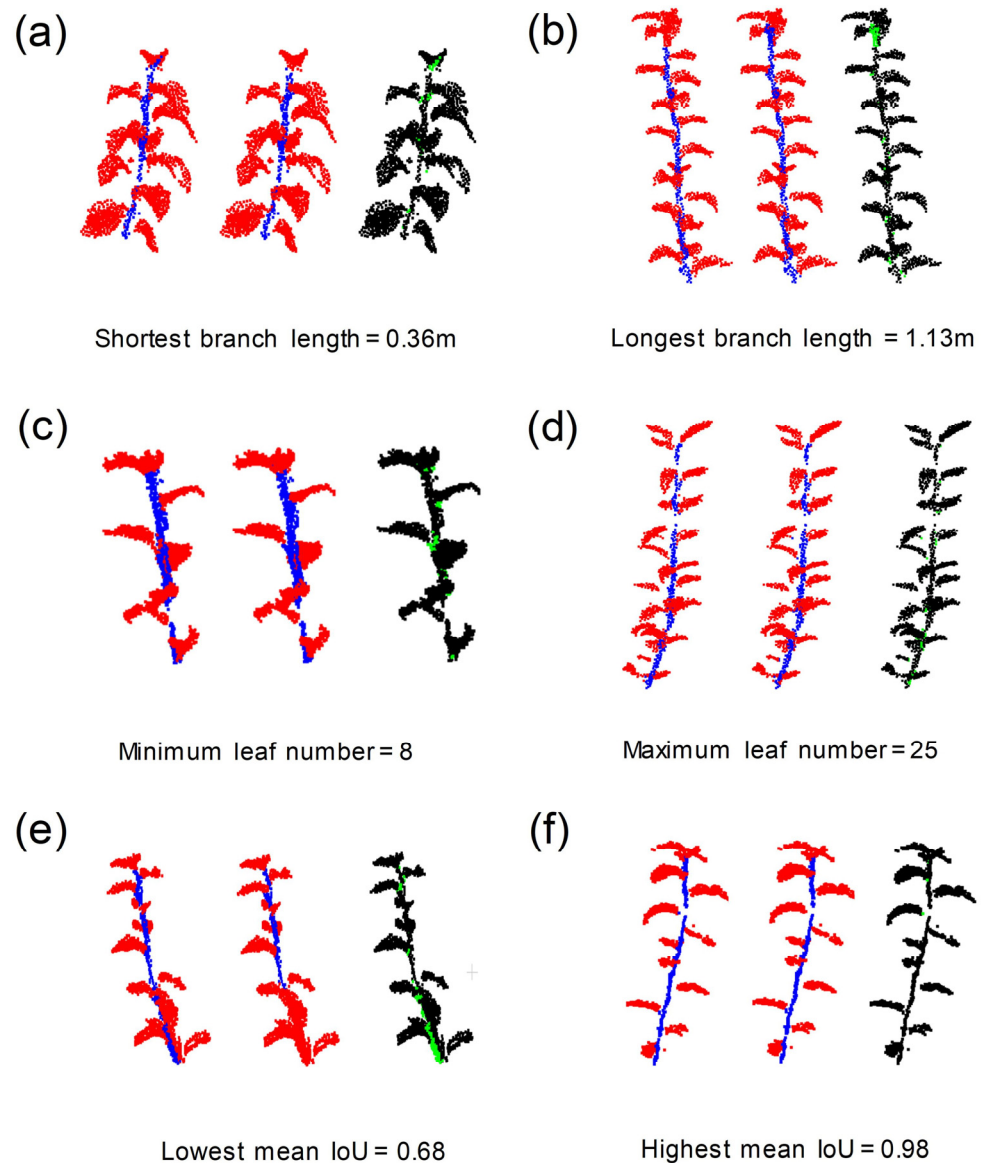 (a)
(b)
Shortest branch length = 0.36m
Longest branch length = 1.13m
(c)
(d)
Minimum leaf number = 8
Maximum leaf number = 25
(e)
(f)
Lowest mean IoU = 0.68
Highest mean IoU = 0.98